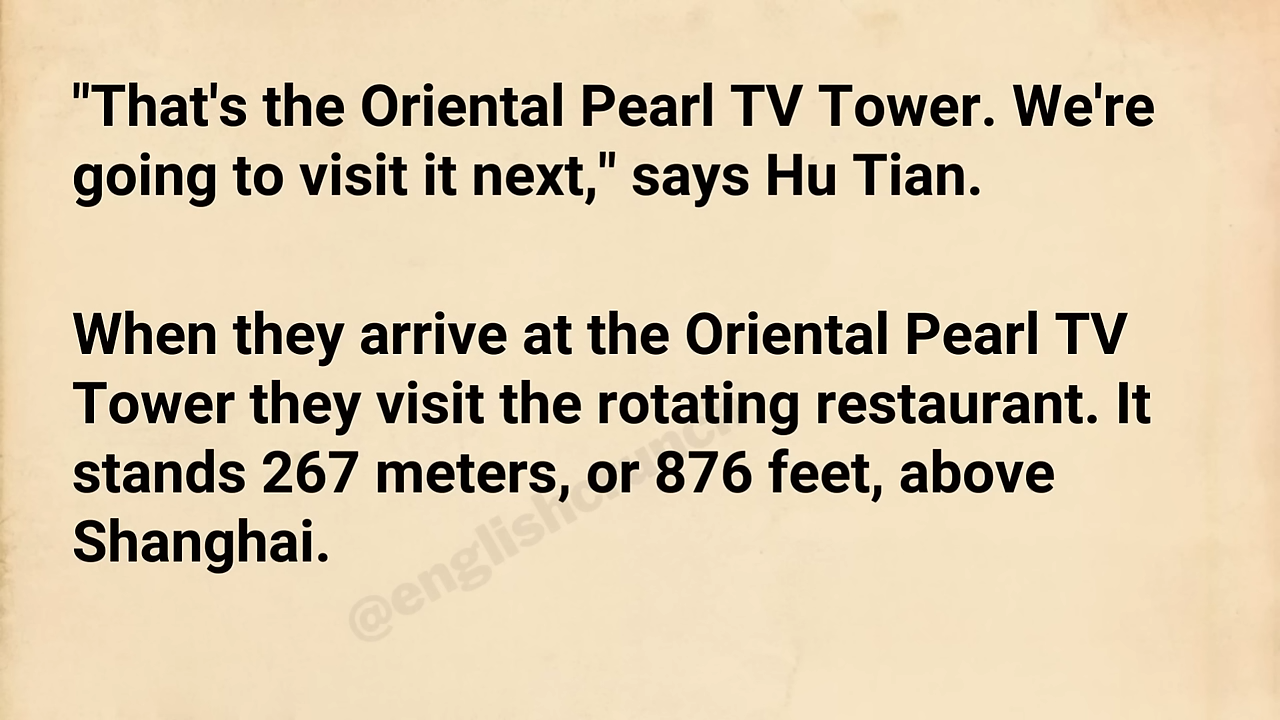 "That's the Oriental Pearl TV Tower. We're
going to visit it next," says Hu Tian.
When they arrive at the Oriental Pearl TV
Tower they visit the rotating restaurant. It
stands 267 meters, or 876 feet, above
Shanghai.